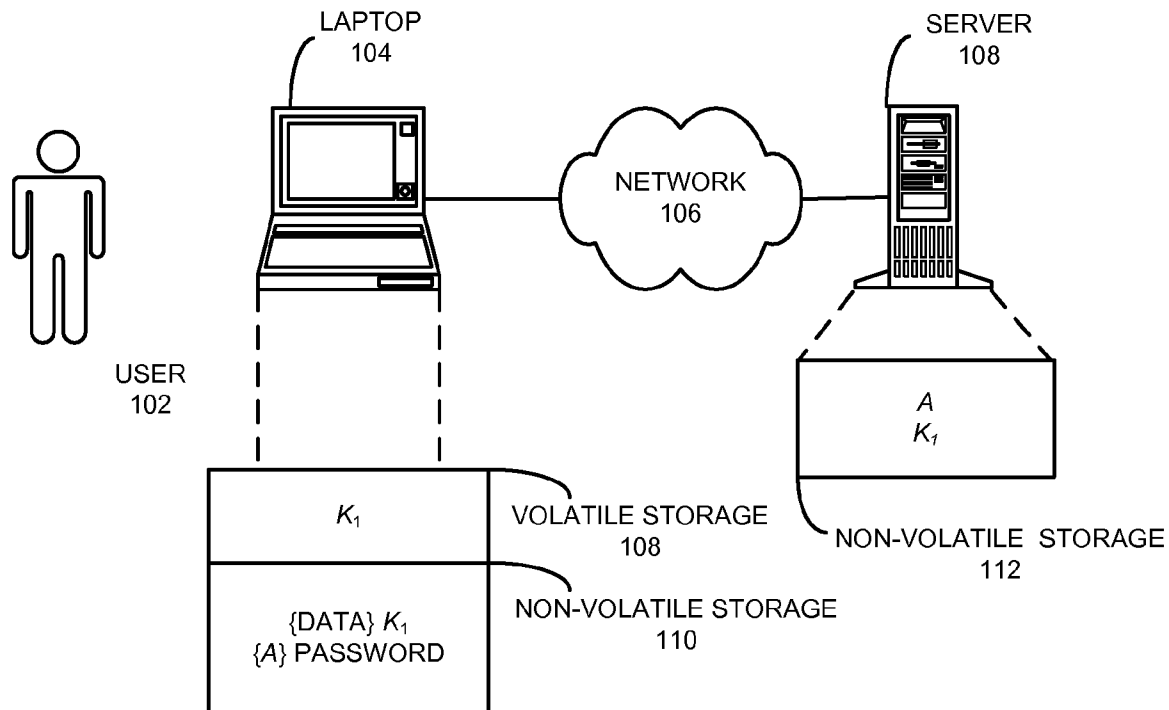 LAPTOP
104
SERVER
108
NETWORK
106
USER
102
A
K1
K1
VOLATILE STORAGE
108
NON-VOLATILE STORAGE
112
{DATA} K1
{A} PASSWORD
NON-VOLATILE STORAGE
110